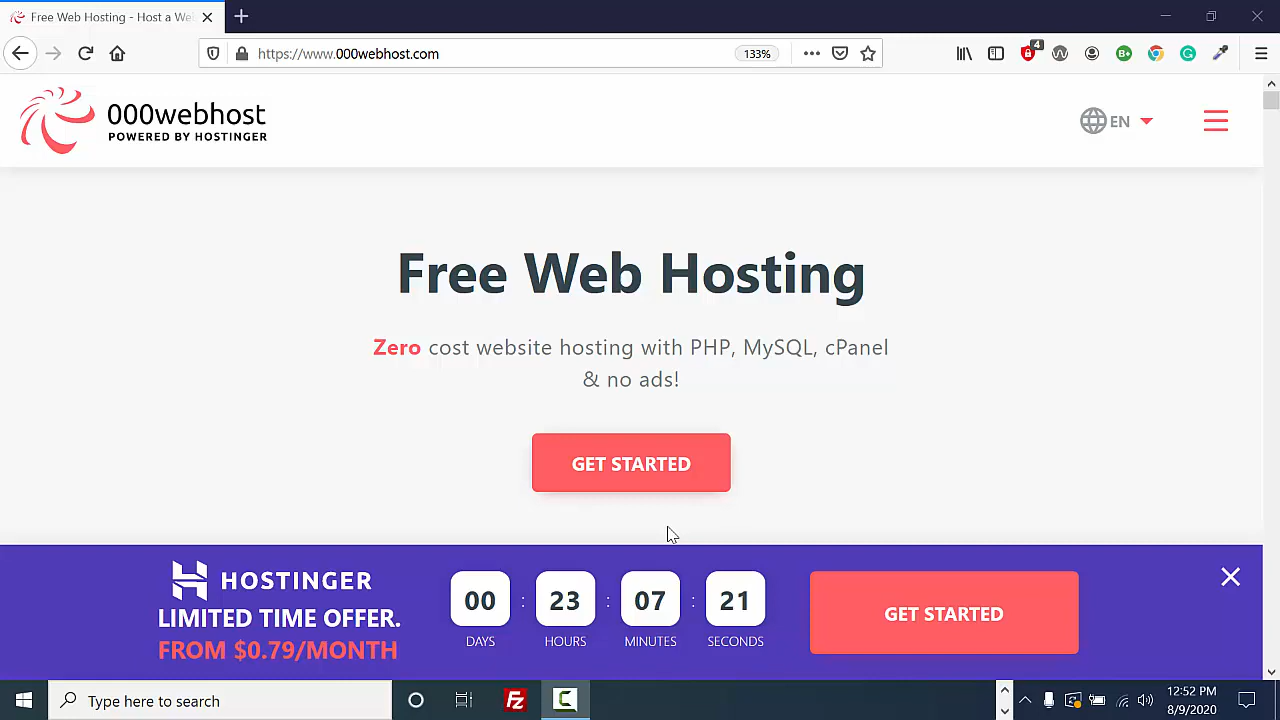 Free Web Hosting - Host a We
https://www.000webhost.com
133%
4
000webhost
POWERED BY HOSTINGER
EN
Free Web Hosting
Zero cost website hosting with PHP, MySQL, cPanel
& no ads!
GET STARTED
HOSTINGER
LIMITED TIME OFFER.
FROM $0.79/MONTH
00 : 23 : 07 : 21
DAYS HOURS MINUTES SECONDS
GET STARTED
Type here to search
12:52 PM
8/9/2020